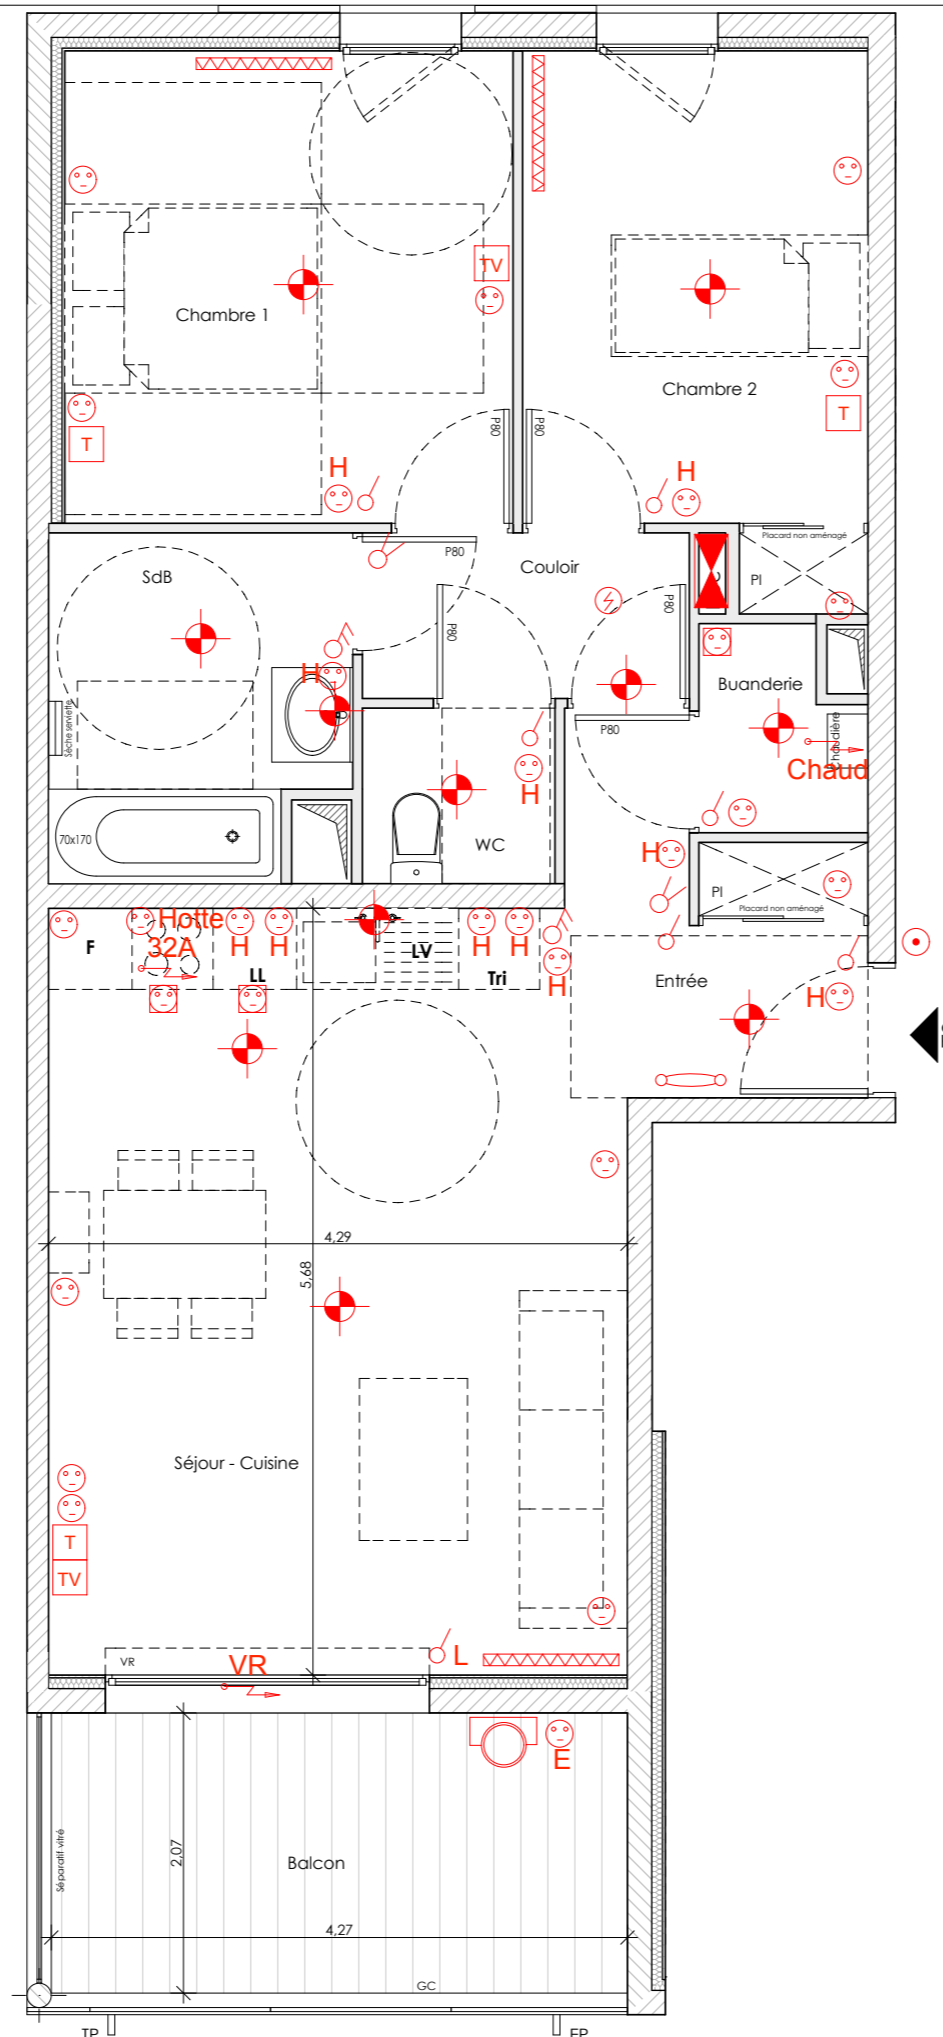 TV
Chambre 1
Chambre 2
T
T
H
H
P80
P80
Placard non aménagé
SdB
P80
Couloir
Pl
P80
P80
H
Buanderie
P80
Sèche serviette
Chaudière
Chaud
H
70x170
WC
H
Pl
Placard non aménagé
Hotte
32A
F
H
H
LL
LV
H
H
Tri
H
Entrée
H
4,29
5,68
Séjour - Cuisine
T
TV
VR
VR
L
E
Séparatif vitré
2,07
Balcon
4,27
GC
TP
EP